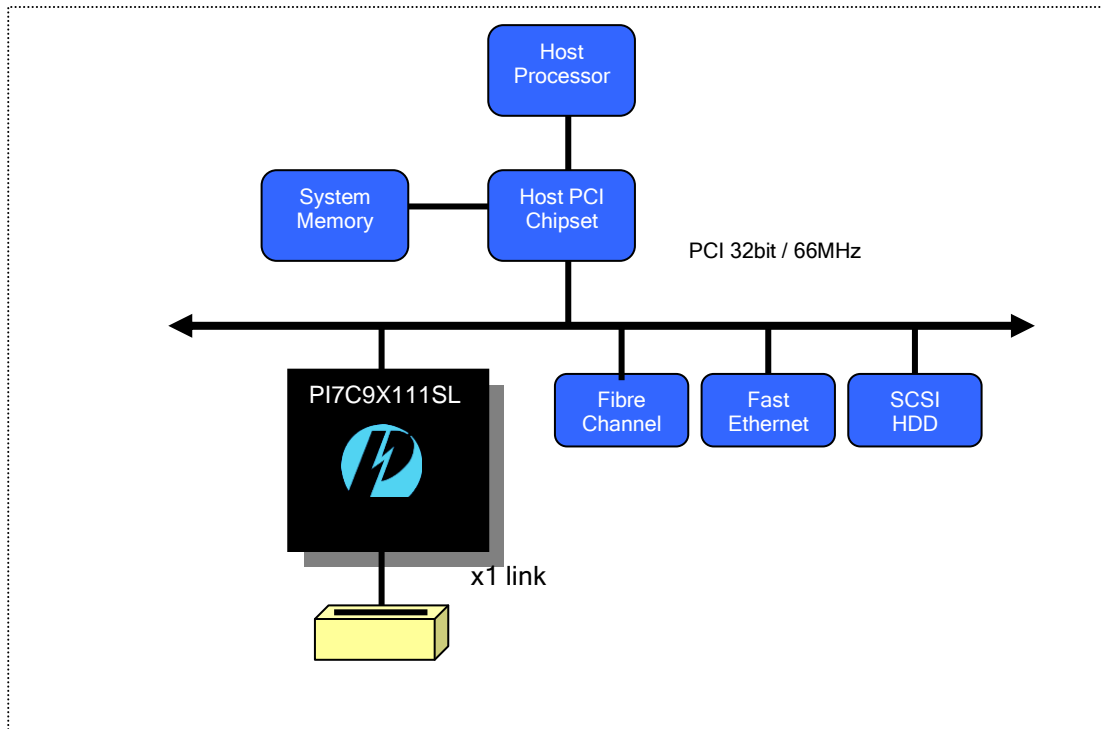 Host
Processor
System
Memory
Host PCI
Chipset
PCI 32bit / 66MHz
PI7C9X111SL
Fibre
Channel
Fast
Ethernet
SCSI
HDD
x1 link